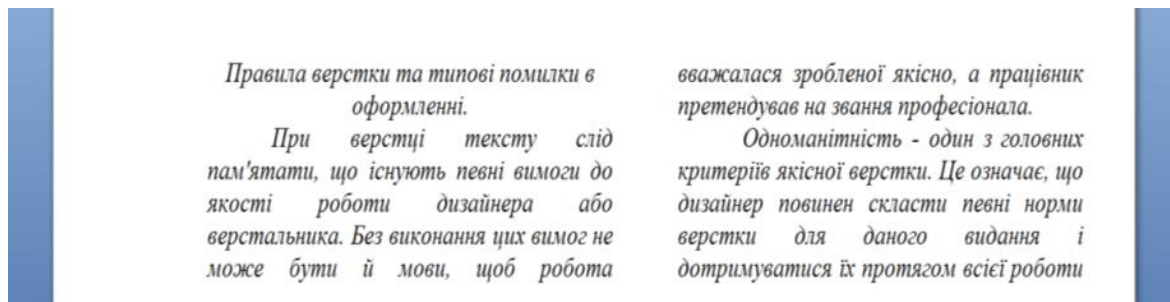 Правила верстки та типові помилки в
оформленні.
При верстці тексту слід
пам'ятати, що існують певні вимоги до
якості роботи дизайнера або
верстальника. Без виконання цих вимог не
може бути й мови, щоб робота
вважалася зробленої якісно, а працівник
претендував на звання професіонала.
Одноманітність - один з головних
критеріїв якісної верстки. Це означає, що
дизайнер повинен скласти певні норми
верстки для даного видання і
дотримуватися їх протягом всієї роботи